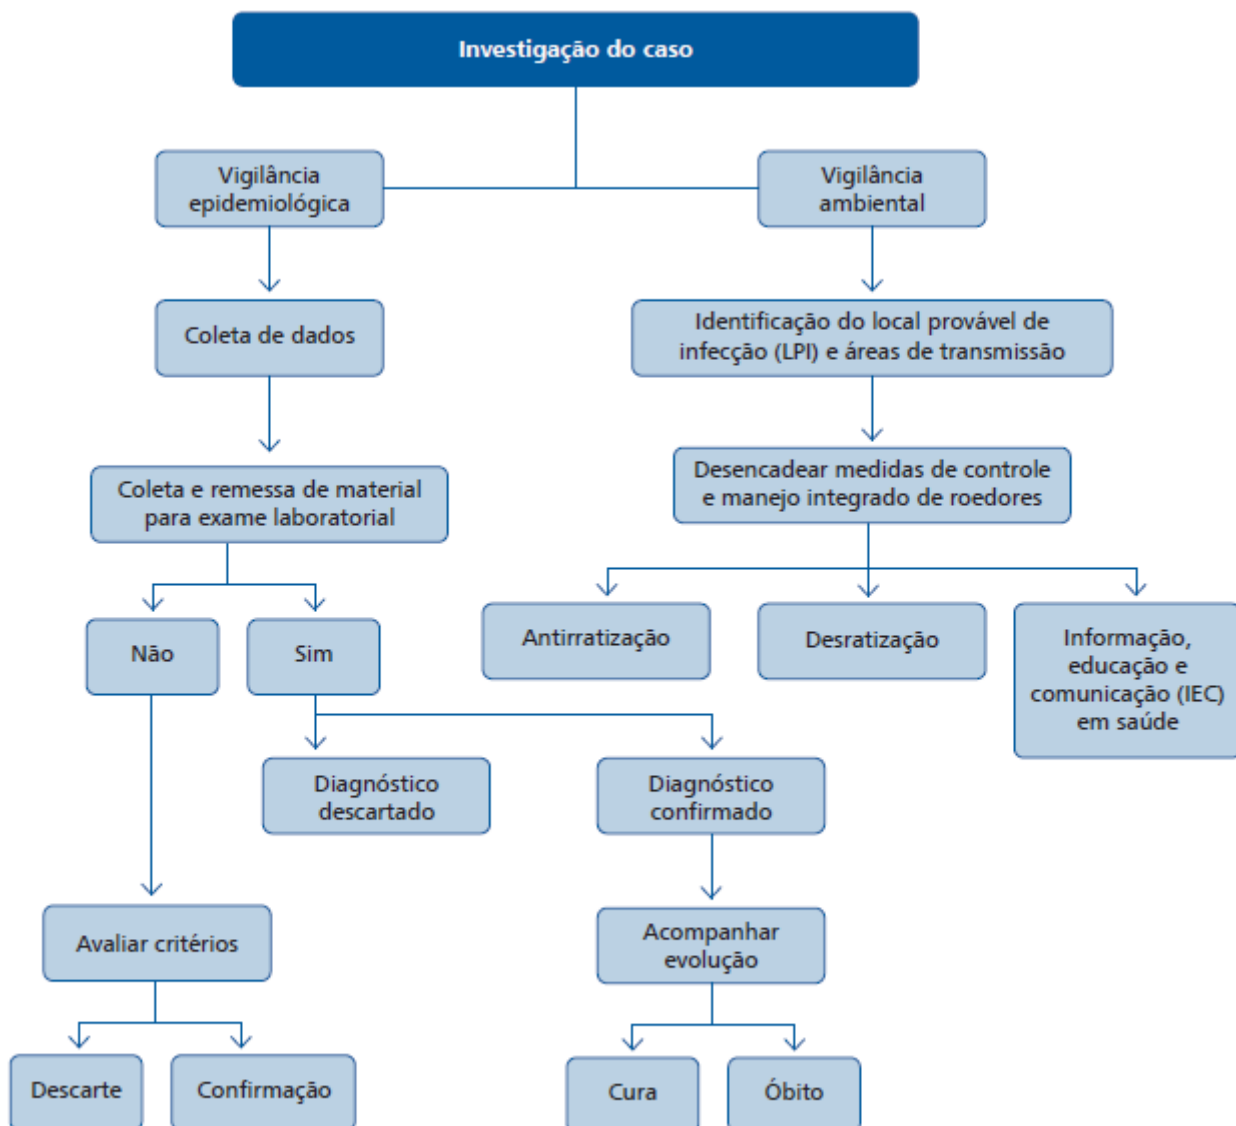 Investigação do caso
Vigilância
epidemiológica
Vigilância
ambiental
Coleta de dados
Identificação do local provável de
infecção (LPI) e áreas de transmissão
Coleta e remessa de material
para exame laboratorial
Desencadear medidas de controle
e manejo integrado de roedores
Não
Sim
Antirratização
Desratização
Informação,
educação e
comunicação (IEC)
em saúde
Diagnóstico
descartado
Diagnóstico
confirmado
Avaliar critérios
Acompanhar
evolução
Descarte
Confirmação
Cura
Óbito